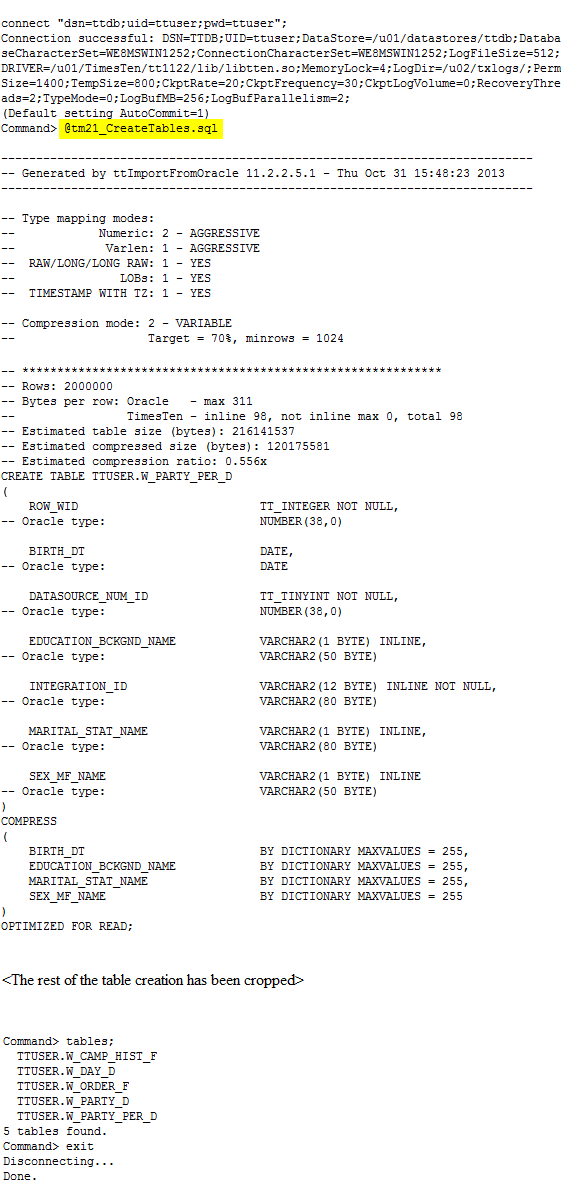 connect "dsn=ttdb;uid=ttuser;pwd=ttuser";
Connection successful: DSN=TTDB;UID=ttuser;DataStore=/u01/datastores/ttdb;Databa
seCharacterSet=WE8MSWIN1252;ConnectionCharacterSet=WE8MSWIN1252;LogFileSize=512;
DRIVER=/u01/TimesTen/tt1122/lib/libtten.so;MemoryLock=4;LogDir=/u02/txlogs/;Perm
Size=1400;TempSize=800;CkptRate=20;CkptFrequency=30;CkptLogVolume=0;RecoveryThre
ads=2;TypeMode=0;LogBufMB=256;LogBufParallelism=2;
(Default setting AutoCommit=1)
Command> @tm21_CreateTables.sql
----------------------------------------------------------------------------
-- Generated by ttImportFromOracle 11.2.2.5.1 - Thu Oct 31 15:48:23 2013
----------------------------------------------------------------------------
-- Type mapping modes:
--            Numeric: 2 - AGGRESSIVE
--             Varlen: 1 - AGGRESSIVE
--  RAW/LONG/LONG RAW: 1 - YES
--               LOBs: 1 - YES
--  TIMESTAMP WITH TZ: 1 - YES
-- Compression mode: 2 - VARIABLE
--                   Target = 70%, minrows = 1024
-- ************************************************************
-- Rows: 2000000
-- Bytes per row: Oracle   - max 311
--                TimesTen - inline 98, not inline max 0, total 98
-- Estimated table size (bytes): 216141537
-- Estimated compressed size (bytes): 120175581
-- Estimated compression ratio: 0.556x
CREATE TABLE TTUSER.W_PARTY_PER_D
(
    ROW_WID                          TT_INTEGER NOT NULL,
-- Oracle type:                      NUMBER(38,0)
    BIRTH_DT                         DATE,
-- Oracle type:                      DATE
    DATASOURCE_NUM_ID                TT_TINYINT NOT NULL,
-- Oracle type:                      NUMBER(38,0)
    EDUCATION_BCKGND_NAME            VARCHAR2(1 BYTE) INLINE,
-- Oracle type:                      VARCHAR2(50 BYTE)
    INTEGRATION_ID                   VARCHAR2(12 BYTE) INLINE NOT NULL,
-- Oracle type:                      VARCHAR2(80 BYTE)
    MARITAL_STAT_NAME                VARCHAR2(1 BYTE) INLINE,
-- Oracle type:                      VARCHAR2(80 BYTE)
    SEX_MF_NAME                      VARCHAR2(1 BYTE) INLINE
-- Oracle type:                      VARCHAR2(50 BYTE)
)
COMPRESS
(
    BIRTH_DT                         BY DICTIONARY MAXVALUES = 255,
    EDUCATION_BCKGND_NAME            BY DICTIONARY MAXVALUES = 255,
    MARITAL_STAT_NAME                BY DICTIONARY MAXVALUES = 255,
    SEX_MF_NAME                      BY DICTIONARY MAXVALUES = 255
)
OPTIMIZED FOR READ;
<The rest of the table creation has been cropped>
Command> tables;
  TTUSER.W_CAMP_HIST_F
  TTUSER.W_DAY_D
  TTUSER.W_ORDER_F
  TTUSER.W_PARTY_D
  TTUSER.W_PARTY_PER_D
5 tables found.
Command> exit
Disconnecting...
Done.